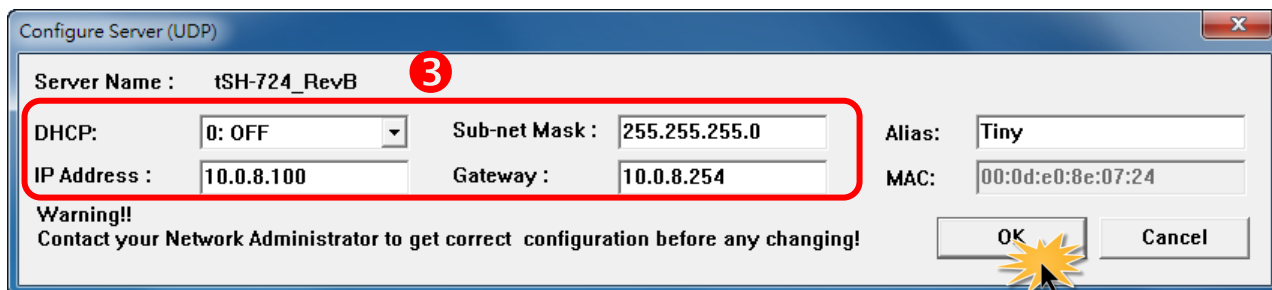 Configure Server (UDP)
x
Server Name : tSH-724_RevB
3
DHCP: 0: OFF Sub-net Mask : 255.255.255.0 Alias: Tiny
IP Address : 10.0.8.100 Gateway : 10.0.8.254 MAC: 00:0d:e0:8e:07:24
Warning!!
Contact your Network Administrator to get correct configuration before any changing!
OK Cancel